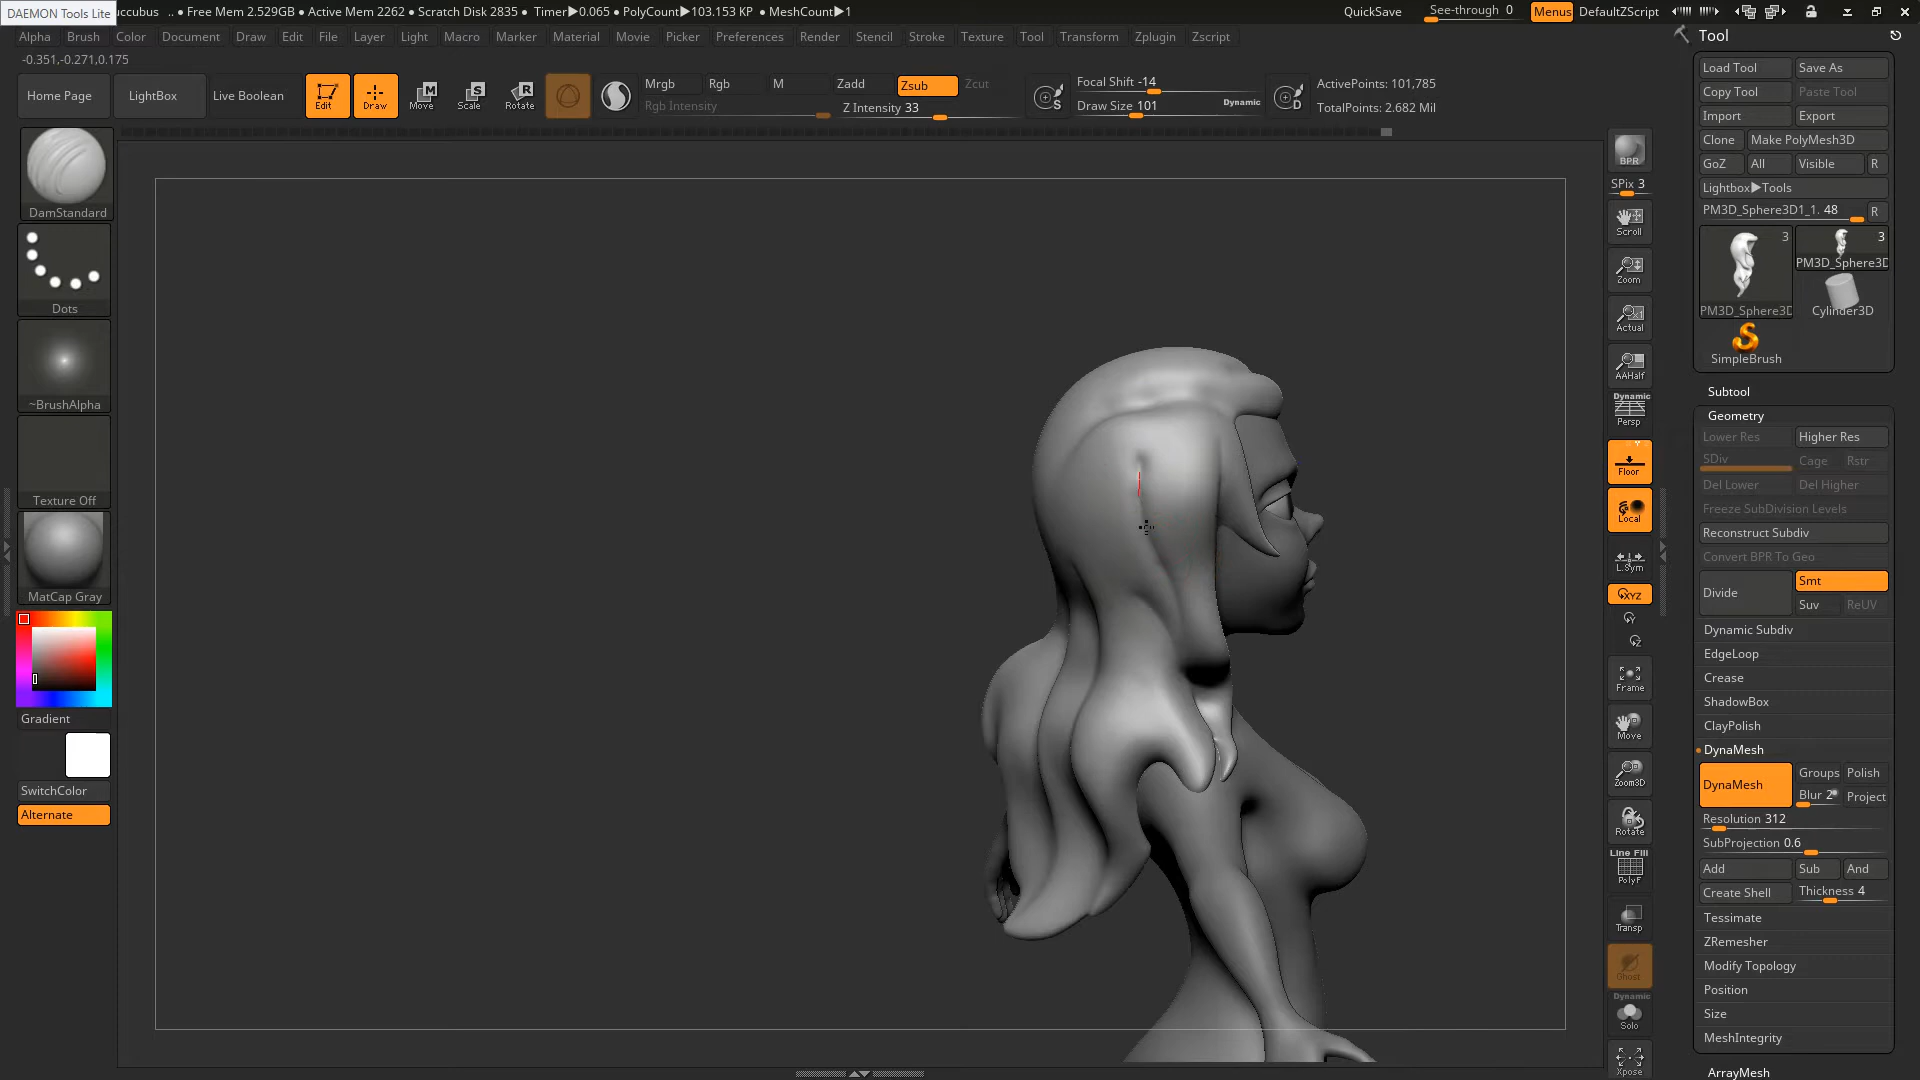 DAEMON Tools Lite
uccubus .. ● Free Mem 2.529GB ● Active Mem 2262 ● Scratch Disk 2835 ● Timer▶0.065 ● PolyCount▶103.153 KP ● MeshCount▶1
QuickSave See-through 0 Menus DefaultZScript
Alpha Brush Color Document Draw Edit File Layer Light Macro Marker Material Movie Picker Preferences Render Stencil Stroke Texture Tool Transform Zplugin Zscript
-0.351,-0.271,0.175
Home Page LightBox Live Boolean
Edit Draw Move Scale Rotate
M S R
Mrgb Rgb M Zadd Zsub Zcut
Rgb Intensity Z Intensity 33
S
Focal Shift -14
Draw Size 101 Dynamic
D
ActivePoints: 101,785
TotalPoints: 2.682 Mil
DamStandard
Dots
~BrushAlpha
Texture Off
MatCap Gray
Gradient
SwitchColor
Alternate
BPR
SPix 3
Scroll
Zoom
Actual
AAHalf
Dynamic
Persp
Floor
Local
L.Sym
XYZ
Y
Z
Frame
Move
Zoom3D
Rotate
Line Fill
PolyF
Transp
Ghost
Dynamic
Solo
Xpose
Tool
Load Tool Save As
Copy Tool Paste Tool
Import Export
Clone Make PolyMesh3D
GoZ All Visible R
Lightbox▶Tools
PM3D_Sphere3D1_1. 48 R
3 3
PM3D_Sphere3D
PM3D_Sphere3D Cylinder3D
SimpleBrush
Subtool
Geometry
Lower Res Higher Res
SDiv Cage Rstr
Del Lower Del Higher
Freeze SubDivision Levels
Reconstruct Subdiv
Convert BPR To Geo
Divide Smt
Suv ReUV
Dynamic Subdiv
EdgeLoop
Crease
ShadowBox
ClayPolish
DynaMesh
DynaMesh Groups Polish
Blur 2 Project
Resolution 312
SubProjection 0.6
Add Sub And
Create Shell Thickness 4
Tessimate
ZRemesher
Modify Topology
Position
Size
MeshIntegrity
ArrayMesh